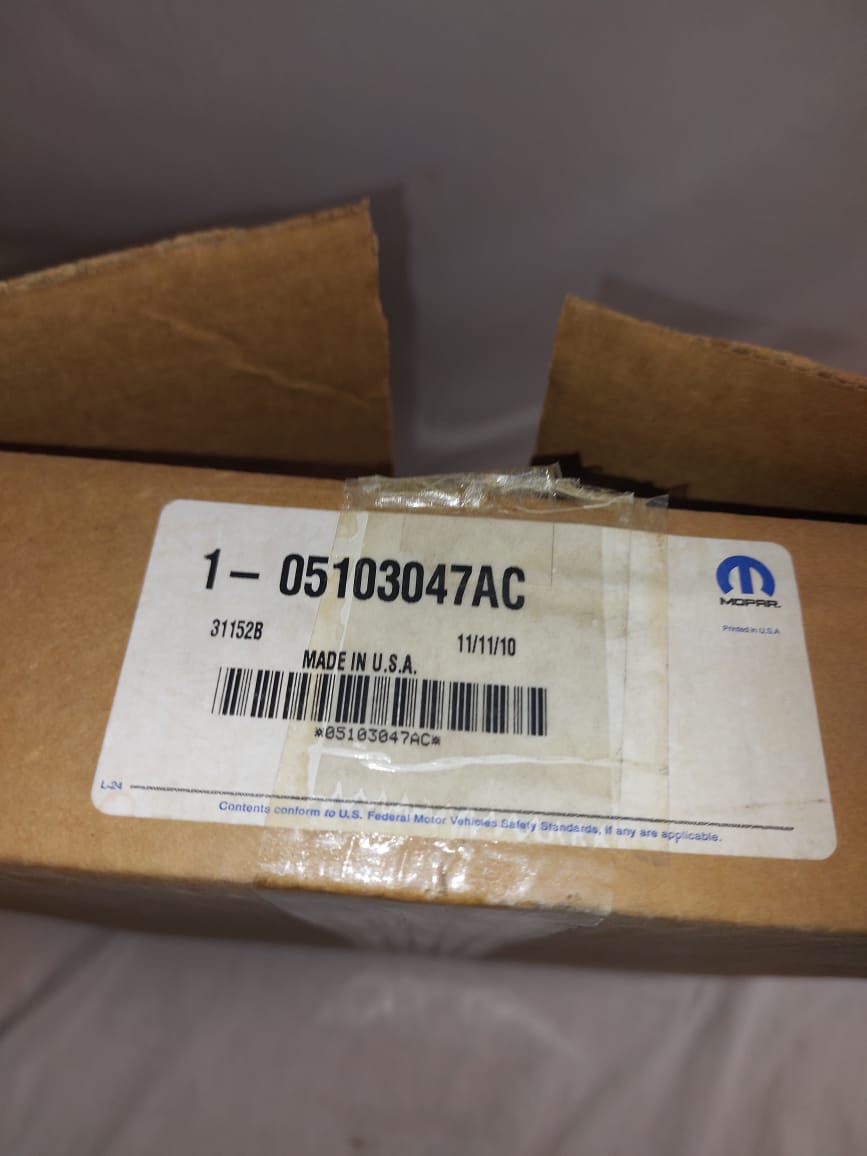 1– 05103047AC
MOPAR.
Printed in U.S.A
31152B
11/11/10
MADE IN U.S.A.
*05103047AC*
L-24
Contents conform to U.S. Federal Motor Vehicles Safety Standards, if any are applicable.